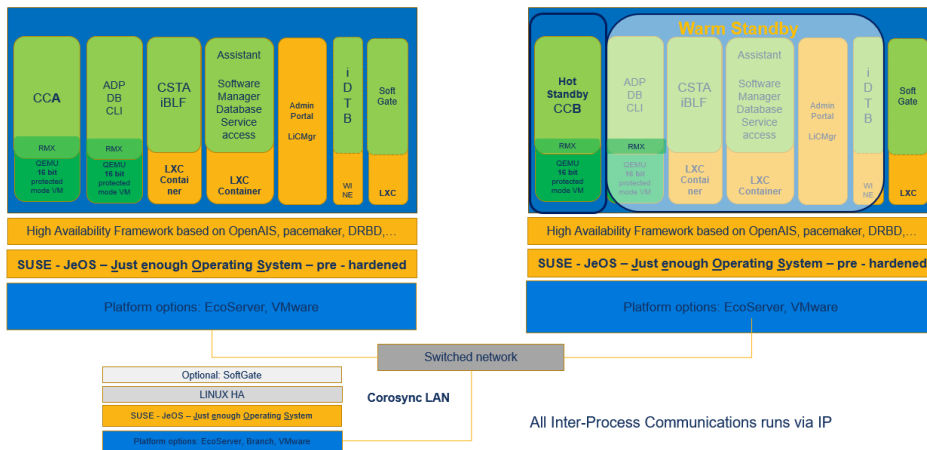 CCA
RMX
QEMU
16 bit
protected
mode VM
ADP
DB
CLI
RMX
QEMU
16 bit
protected
mode VM
CSTA
iBLF
LXC
Contai
ner
Assistant
Software
Manager
Database
Service
access
LXC
Container
Admin
Portal
LiCMgr
i
D
T
B
WI
NE
Soft
Gate
LXC
High Availability Framework based on OpenAIS, pacemaker, DRBD,…
SUSE - JeOS – Just enough Operating System – pre - hardened
Platform options: EcoServer, VMware
Warm Standby
Hot
Standby
CCB
RMX
QEMU
16 bit
protected
mode VM
ADP
DB
CLI
RMX
QEMU
16 bit
protected
mode VM
CSTA
iBLF
LXC
Contai
ner
Assistant
Software
Manager
Database
Service
access
LXC
Container
Admin
Portal
LiCMgr
i
D
T
B
WI
NE
Soft
Gate
LXC
High Availability Framework based on OpenAIS, pacemaker, DRBD,…
SUSE - JeOS – Just enough Operating System – pre - hardened
Platform options: EcoServer, VMware
Switched network
Optional: SoftGate
LINUX HA
SUSE - JeOS – Just enough Operating System
Platform options: EcoServer, Branch, VMware
Corosync LAN
All Inter-Process Communications runs via IP